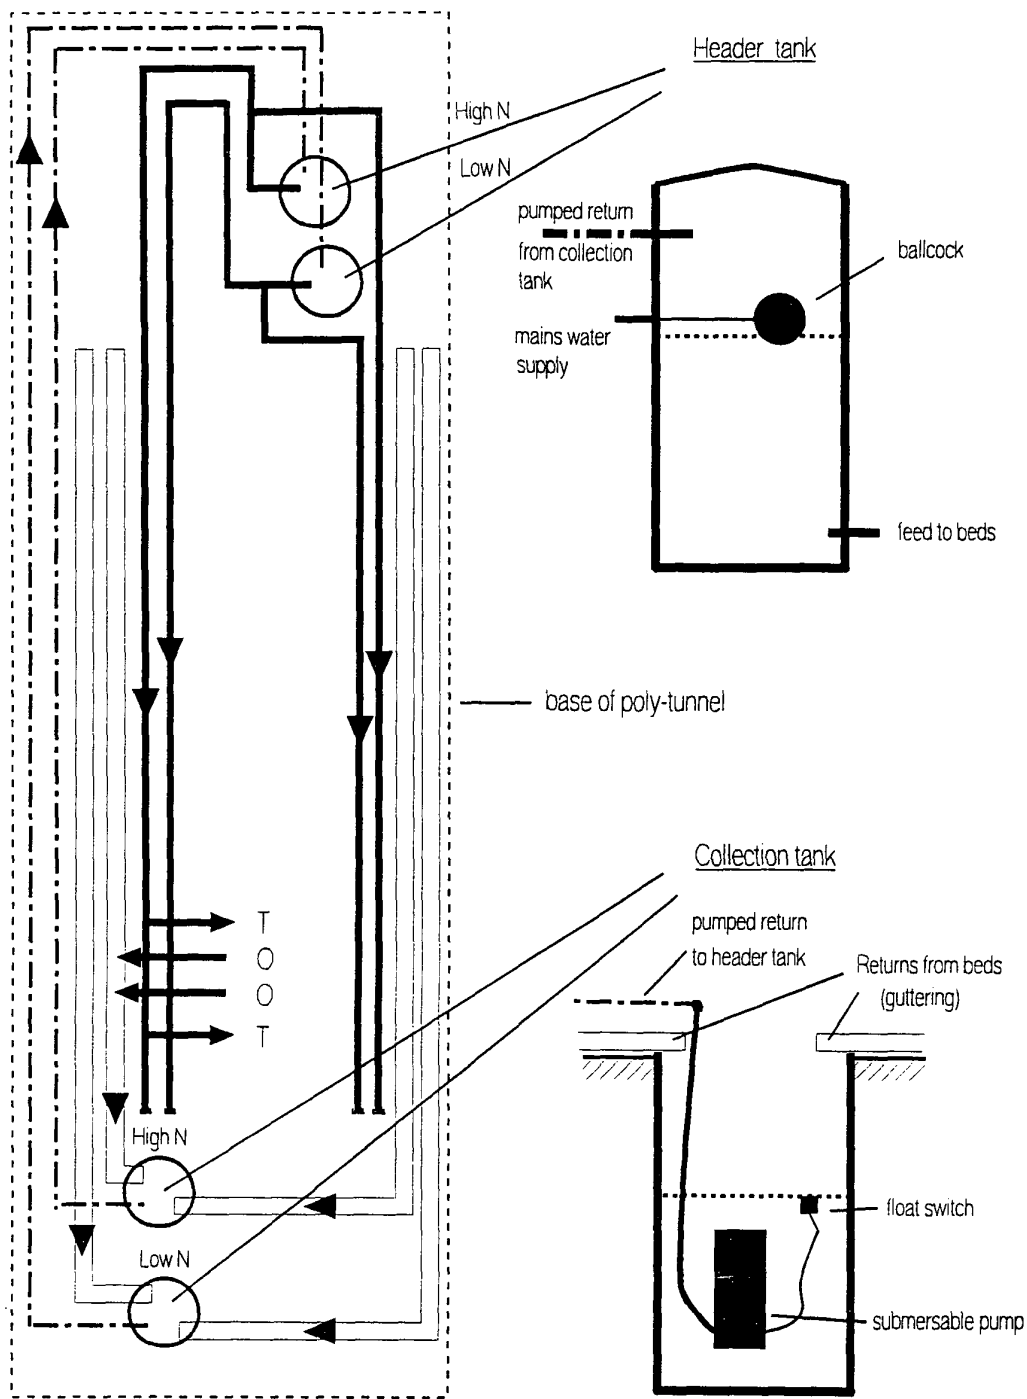 Header tank
High N
Low N
pumped return
from collection
tank
ballcock
mains water
supply
feed to beds
base of poly-tunnel
Collection tank
pumped return
to header tank
Returns from beds
(guttering)
T
O
O
T
High N
float switch
Low N
submersable pump